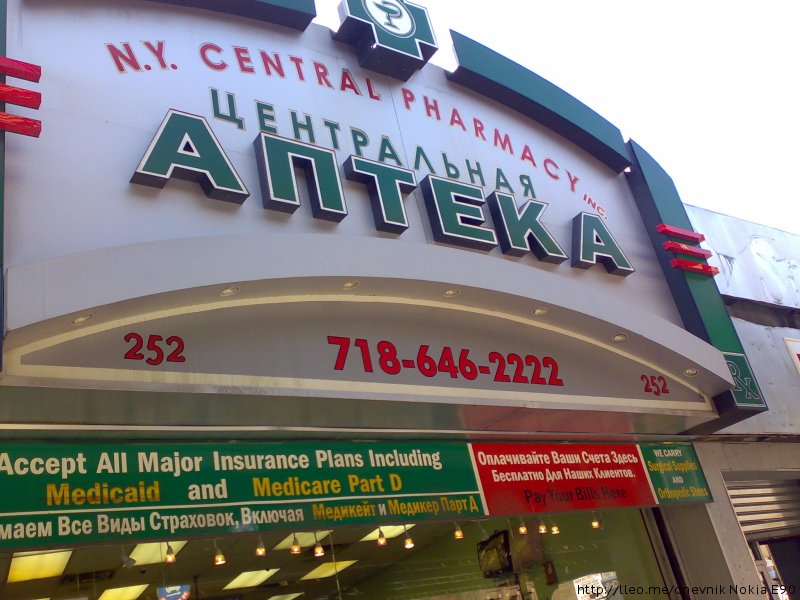 N.Y. CENTRAL PHARMACY INC.
ЦЕНТРАЛЬНАЯ
АПТЕКА
252
718-646-2222
252
Rx
Accept All Major Insurance Plans Including
Medicaid and Medicare Part D
маем Все Виды Страховок, Включая Медикейт и Медикер Парт А
Оплачивайте Ваши Счета Здесь
Бесплатно Для Наших Клиентов.
Pay Your Bills Here
WE CARRY
Surgical Supplies
AND
Orthopedic Shoes
http://lleo.me/dnevnik Nokia E90